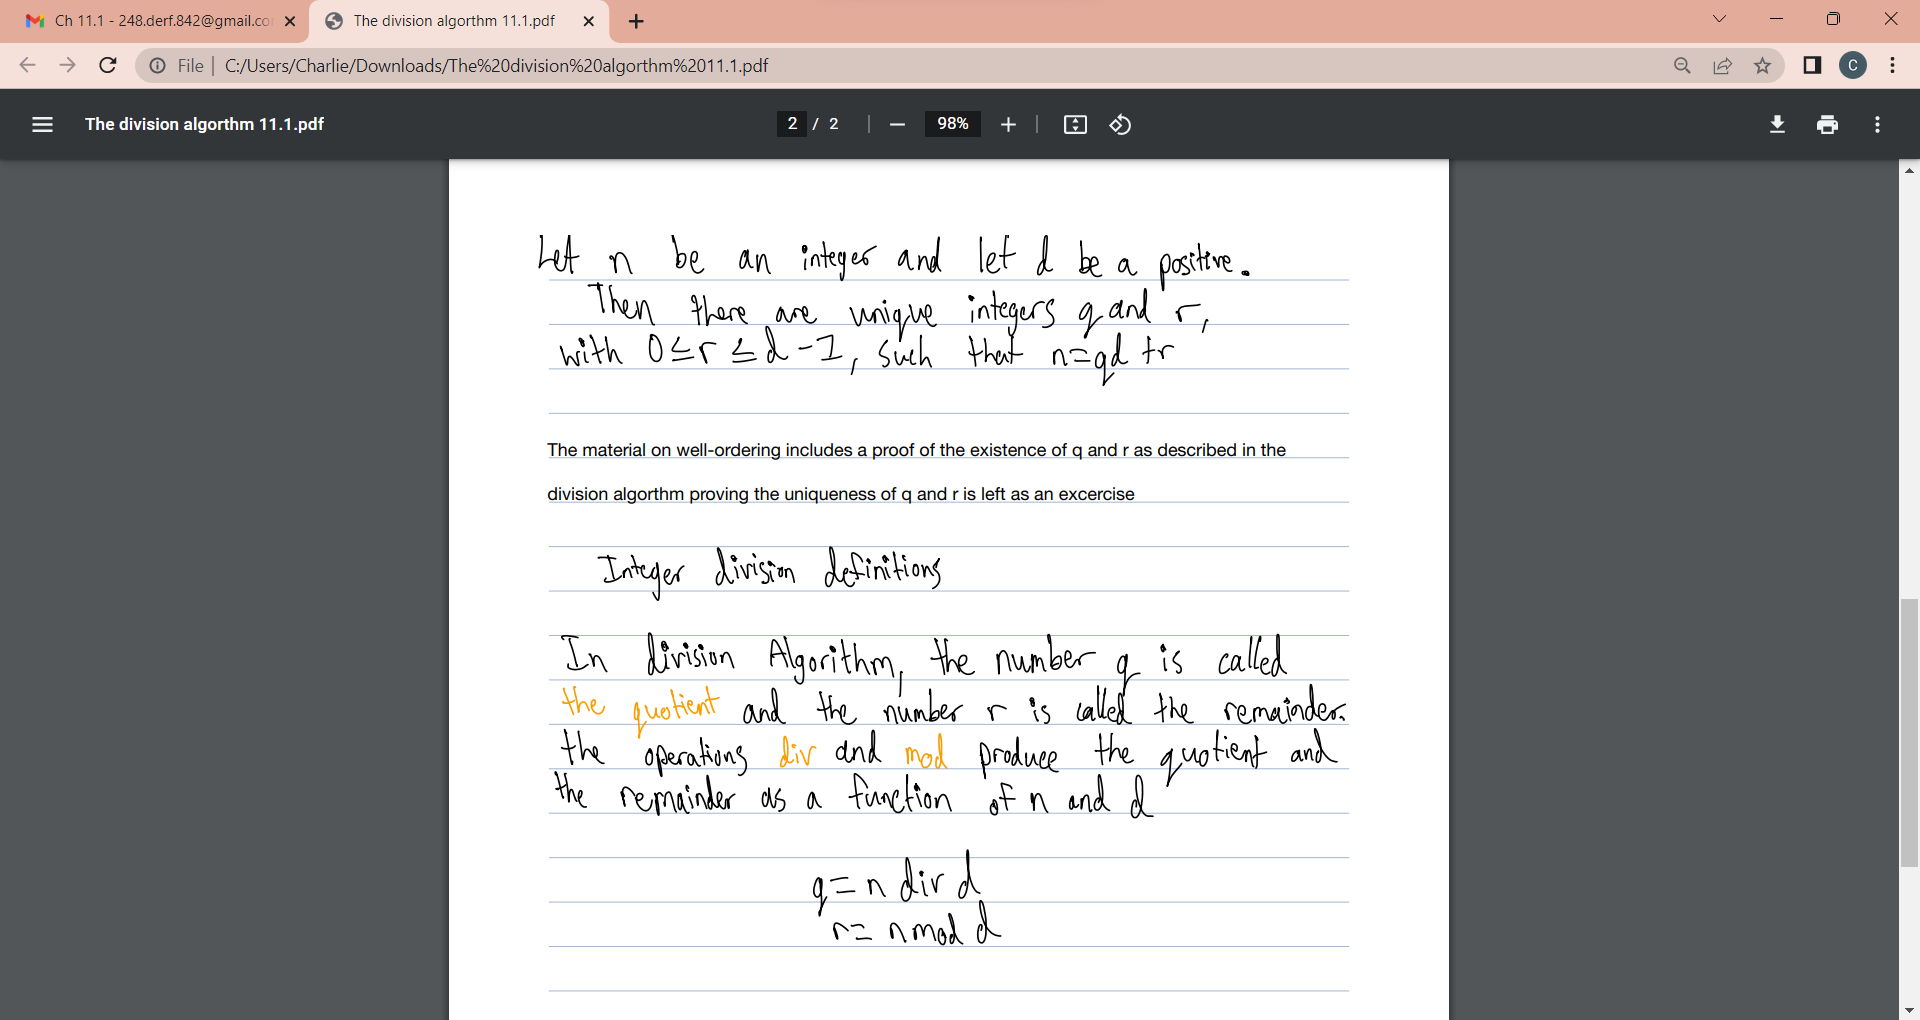 Ch 11.1 - 248.derf.842@gmail.co
The division algorthm 11.1.pdf
File | C:/Users/Charlie/Downloads/The%20division%20algorthm%2011.1.pdf
C
The division algorthm 11.1.pdf
2 / 2 | − 98% + |
Let n be an integer and let d be a positive.
Then there are unique integers q and r,
with 0≤r≤d-1, such that n=qd+r
The material on well-ordering includes a proof of the existence of q and r as described in the
division algorthm proving the uniqueness of q and r is left as an excercise
Integer division definitions
In division Algorithm, the number q is called
the quotient and the number r is called the remainder.
the operations div and mod produce the quotient and
the remainder as a function of n and d
q=n div d
r= n mod d